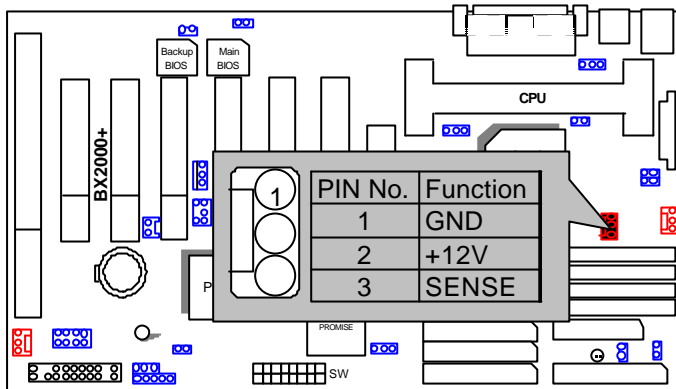 Backup
BIOS
Main
BIOS
CPU
BX2000+
1
PIN No. Function
1 GND
2 +12V
3 SENSE
P
PROMISE
SW